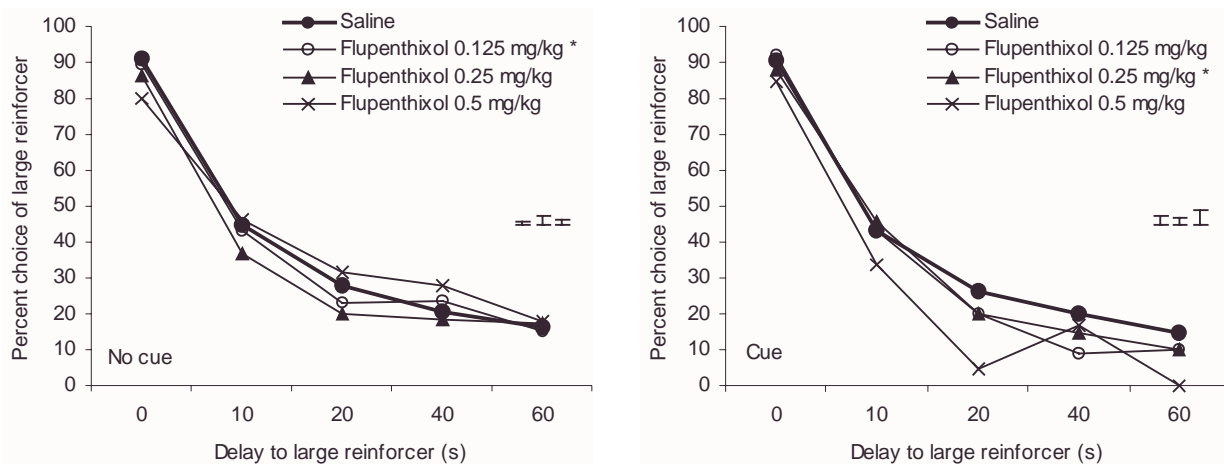 Percent choice of large reinforcer
100
90
80
70
60
50
40
30
20
10
0
Saline
Flupenthixol 0.125 mg/kg *
Flupenthixol 0.25 mg/kg
Flupenthixol 0.5 mg/kg
No cue
0 10 20 40 60
Delay to large reinforcer (s)
Percent choice of large reinforcer
100
90
80
70
60
50
40
30
20
10
0
Saline
Flupenthixol 0.125 mg/kg
Flupenthixol 0.25 mg/kg *
Flupenthixol 0.5 mg/kg
Cue
0 10 20 40 60
Delay to large reinforcer (s)